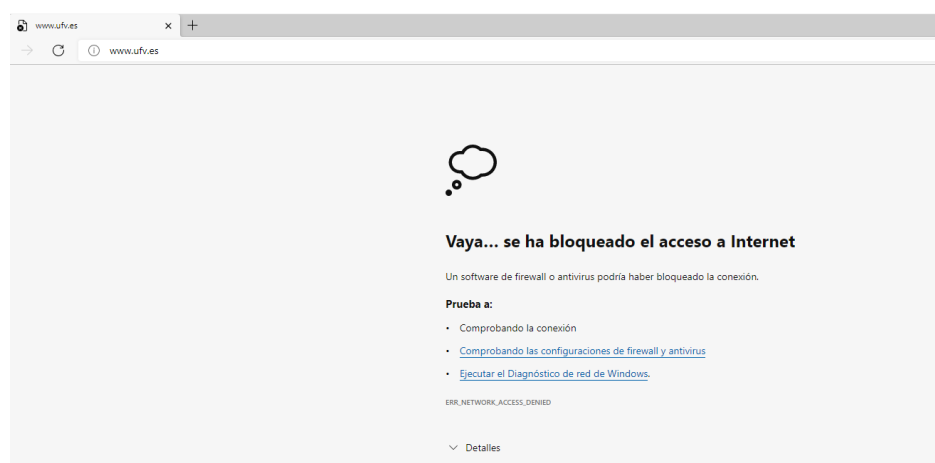 www.ufv.es
www.ufv.es
Vaya... se ha bloqueado el acceso a Internet
Un software de firewall o antivirus podría haber bloqueado la conexión.
Prueba a:
• Comprobando la conexión
• Comprobando las configuraciones de firewall y antivirus
• Ejecutar el Diagnóstico de red de Windows.
ERR_NETWORK_ACCESS_DENIED
Detalles